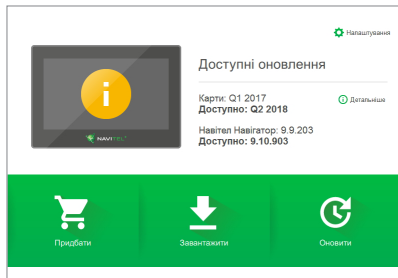 Налаштування
Доступні оновлення
Карти: Q1 2017
Доступно: Q2 2018
Детальніше
Навітел Навігатор: 9.9.203
Доступно: 9.10.903
NAVITEL
Придбати
Завантажити
Оновити